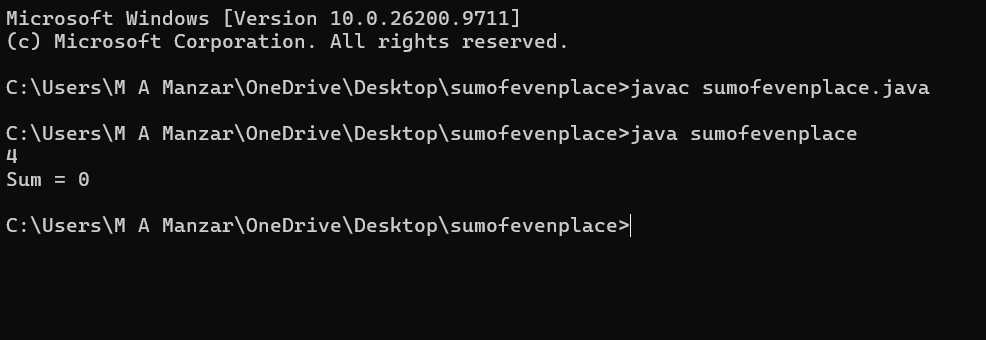 Microsoft Windows [Version 10.0.26200.9711]
(c) Microsoft Corporation. All rights reserved.
C:\Users\M A Manzar\OneDrive\Desktop\sumofevenplace>javac sumofevenplace.java
C:\Users\M A Manzar\OneDrive\Desktop\sumofevenplace>java sumofevenplace
4
Sum = 0
C:\Users\M A Manzar\OneDrive\Desktop\sumofevenplace>